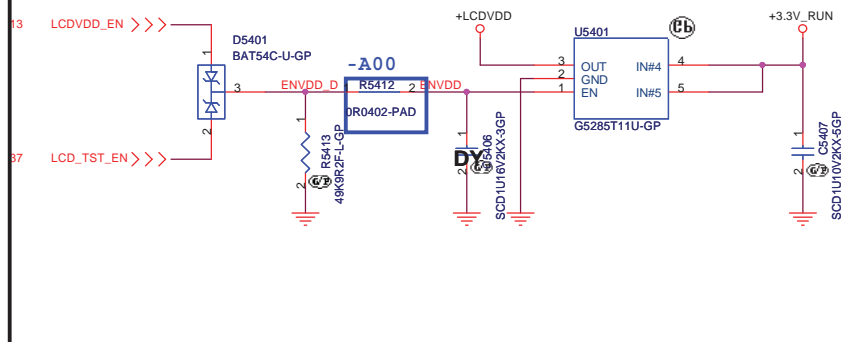 13 LCDVDD_EN
D5401
BAT54C-U-GP
1
3
2
37 LCD_TST_EN
ENVDD_D
-A00
1 R5412 2
0R0402-PAD
ENVDD
1
R5413
49K9R2F-L-GP
2
+LCDVDD
U5401
3 OUT
2 GND
1 EN
IN#4 4
IN#5 5
G5285T11U-GP
1
DY
2
SCD1U16V2KX-3GP
+3.3V_RUN
1
C5407
SCD1U10V2KX-5GP
2